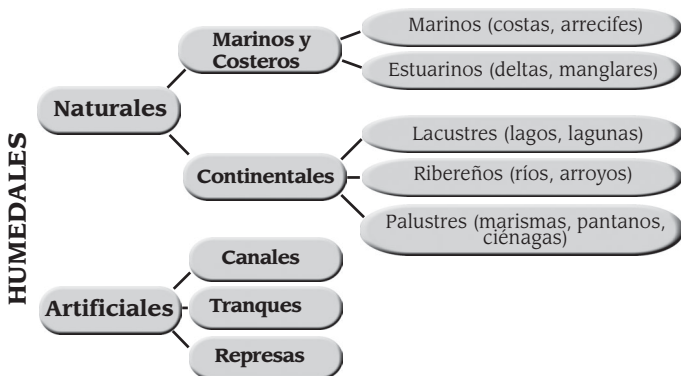 HUMEDALES
Naturales
Marinos y
Costeros
Marinos (costas, arrecifes)
Estuarinos (deltas, manglares)
Continentales
Lacustres (lagos, lagunas)
Ribereños (ríos, arroyos)
Palustres (marismas, pantanos,
ciénagas)
Artificiales
Canales
Tranques
Represas